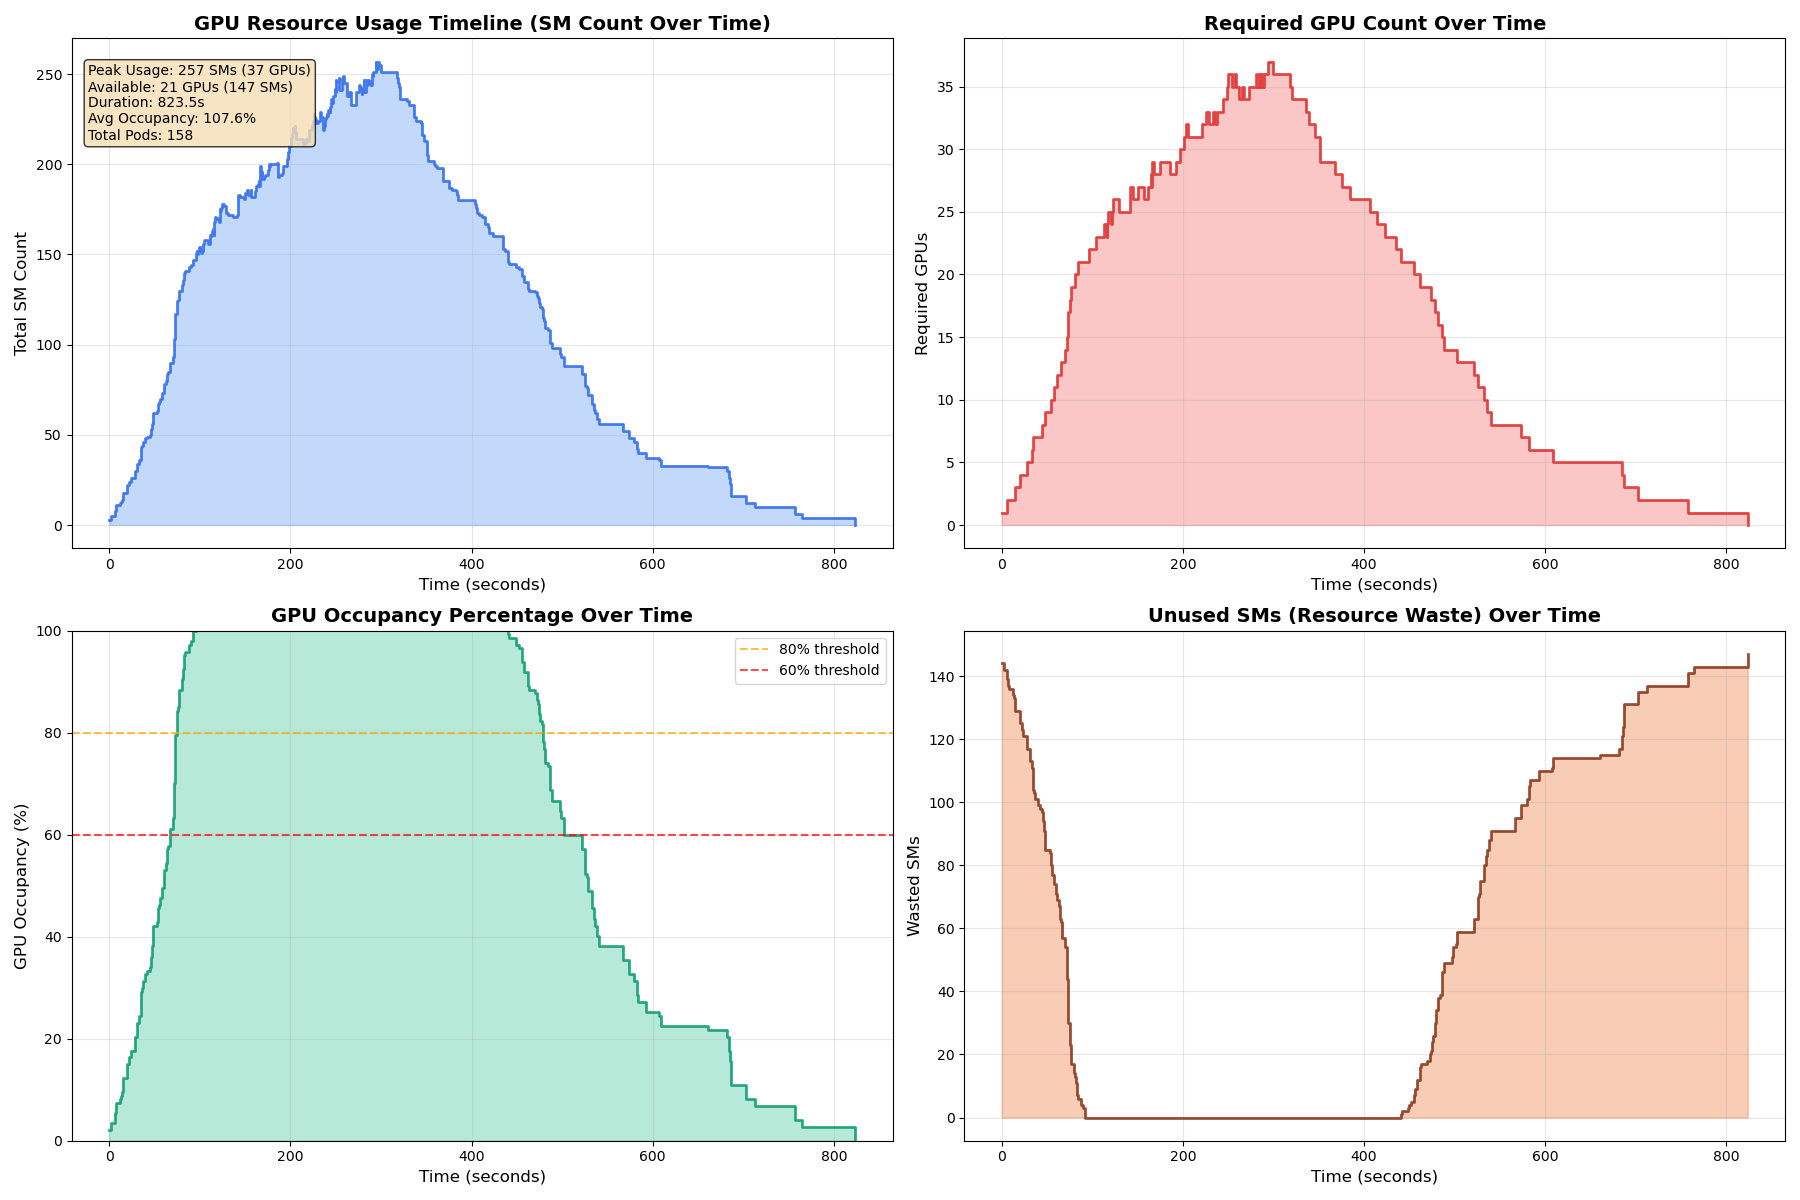 GPU Resource Usage Timeline (SM Count Over Time)
Peak Usage: 257 SMs (37 GPUs)
Available: 21 GPUs (147 SMs)
Duration: 823.5s
Avg Occupancy: 107.6%
Total Pods: 158
Total SM Count
250
200
150
100
50
0
0 200 400 600 800
Time (seconds)
Required GPU Count Over Time
Required GPUs
35
30
25
20
15
10
5
0
0 200 400 600 800
Time (seconds)
GPU Occupancy Percentage Over Time
80% threshold
60% threshold
GPU Occupancy (%)
100
80
60
40
20
0
0 200 400 600 800
Time (seconds)
Unused SMs (Resource Waste) Over Time
Wasted SMs
140
120
100
80
60
40
20
0
0 200 400 600 800
Time (seconds)